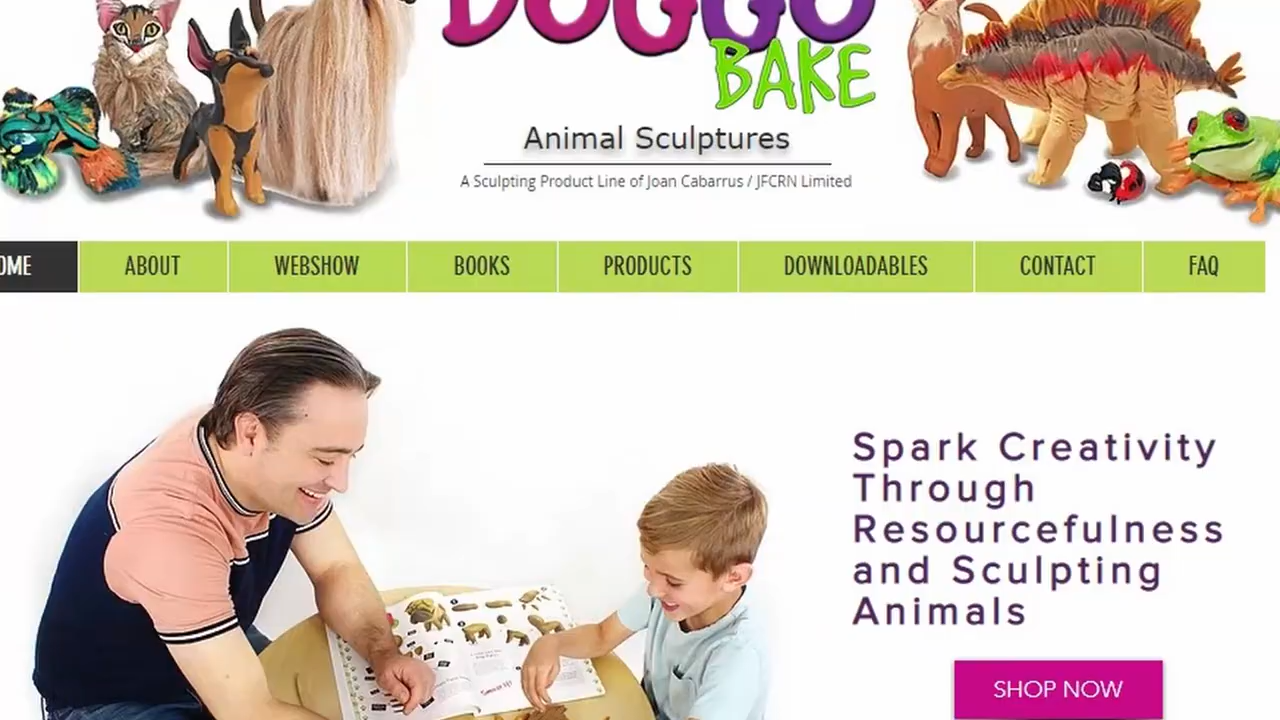 DOGGO
BAKE
Animal Sculptures
A Sculpting Product Line of Joan Cabarrus / JFCRN Limited
OME
ABOUT
WEBSHOW
BOOKS
PRODUCTS
DOWNLOADABLES
CONTACT
FAQ
Spark Creativity
Through
Resourcefulness
and Sculpting
Animals
SHOP NOW